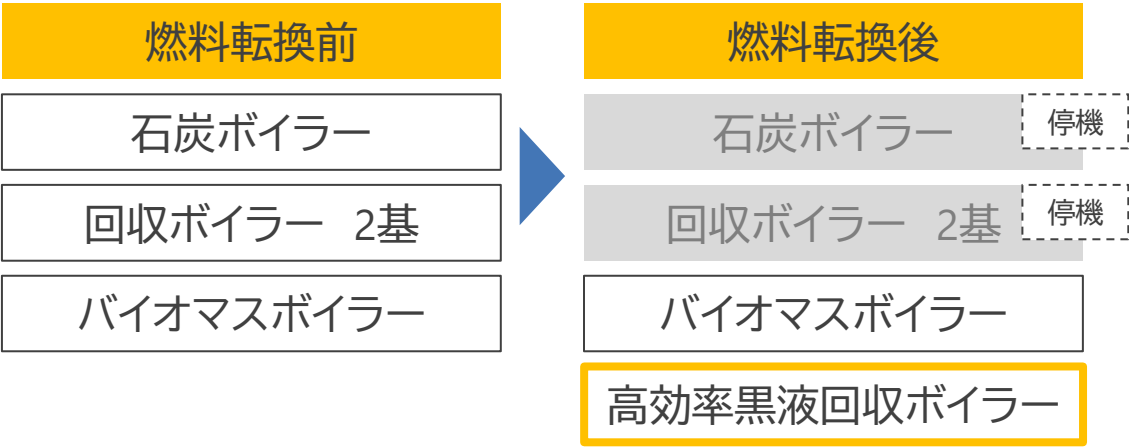 燃料転換前
石炭ボイラー
回収ボイラー 2基
バイオマスボイラー
燃料転換後
石炭ボイラー
停機
回収ボイラー 2基
停機
バイオマスボイラー
高効率黒液回収ボイラー